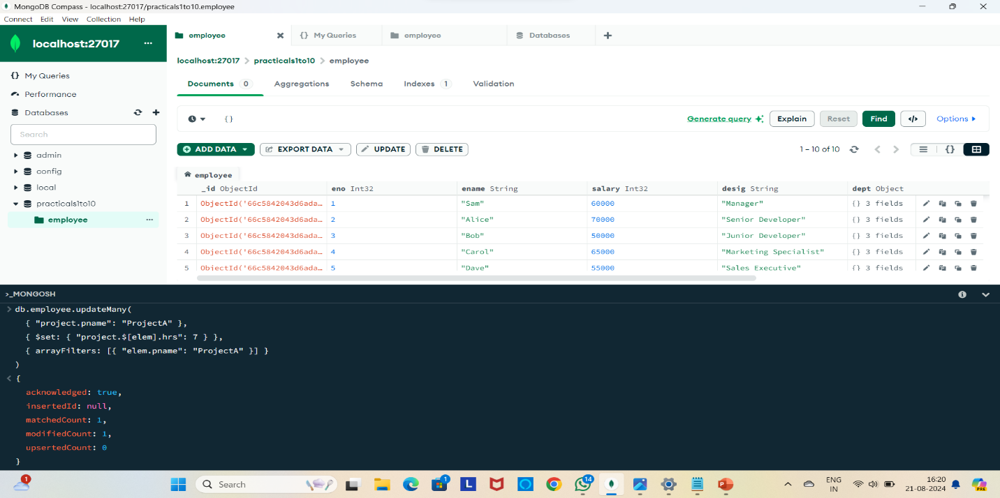 MongoDB Compass - localhost:27017/practicals1to10.employee
Connect Edit View Collection Help
localhost:27017 ...
employee My Queries employee Databases
localhost:27017 > practicals1to10 > employee
{} My Queries
Performance
Databases
Search
admin
config
local
practicals1to10
employee ...
Documents 0 Aggregations Schema Indexes 1 Validation
{} Generate query Explain Reset Find </> Options
ADD DATA EXPORT DATA UPDATE DELETE 1 – 10 of 10
employee
_id ObjectId eno Int32 ename String salary Int32 desig String dept Object
1 ObjectId('66c5842043d6ada… 1 "Sam" 60000 "Manager" {} 3 fields
2 ObjectId('66c5842043d6ada… 2 "Alice" 70000 "Senior Developer" {} 3 fields
3 ObjectId('66c5842043d6ada… 3 "Bob" 50000 "Junior Developer" {} 3 fields
4 ObjectId('66c5842043d6ada… 4 "Carol" 65000 "Marketing Specialist" {} 3 fields
5 ObjectId('66c5842043d6ada… 5 "Dave" 55000 "Sales Executive" {} 3 fields
>_MONGOSH
> db.employee.updateMany(
{ "project.pname": "ProjectA" },
{ $set: { "project.$[elem].hrs": 7 } },
{ arrayFilters: [{ "elem.pname": "ProjectA" }] }
)
< {
acknowledged: true,
insertedId: null,
matchedCount: 1,
modifiedCount: 1,
upsertedCount: 0
}
1 Search 1 L 14 P ENG 16:20
IN 21-08-2024 PRE